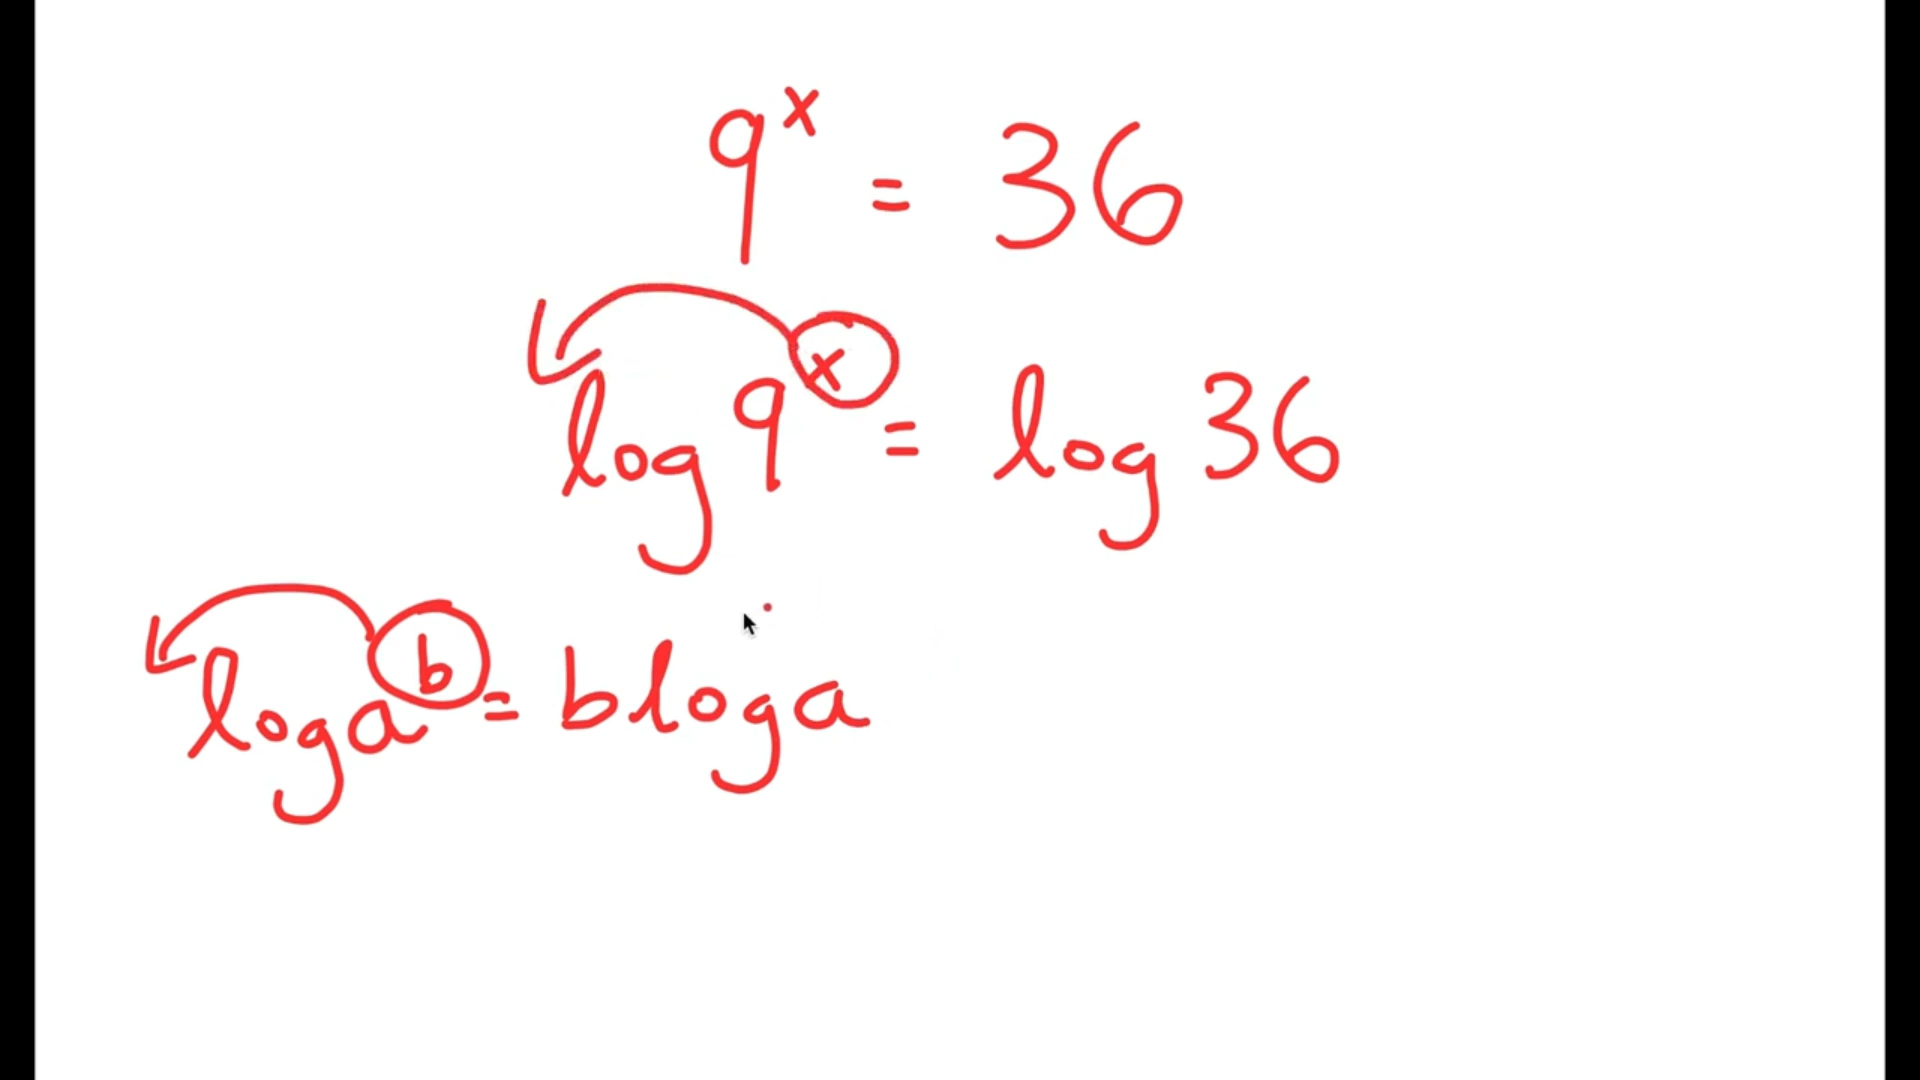 9^x = 36
log 9^x = log 36
log a^b = b log a